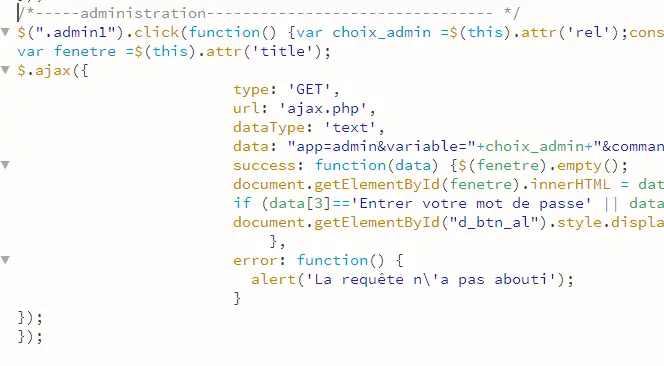 /*-----administration-------------------------------- */
$(".admin1").click(function() {var choix_admin =$(this).attr('rel');cons
var fenetre =$(this).attr('title');
$.ajax({
type: 'GET',
url: 'ajax.php',
dataType: 'text',
data: "app=admin&variable="+choix_admin+"&comman
success: function(data) {$(fenetre).empty();
document.getElementById(fenetre).innerHTML = dat
if (data[3]=='Entrer votre mot de passe' || data
document.getElementById("d_btn_al").style.displa
},
error: function() {
alert('La requête n\'a pas abouti');
}
});
});